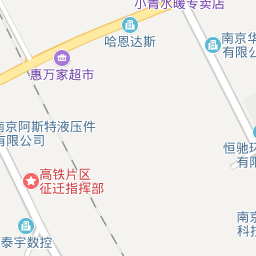 小青水暖专卖店
哈恩达斯
南京华
有限公
惠万家超市
南京阿斯特液压件
有限公司
恒驰环
有限
高铁片区
征迁指挥部
南京
科技
泰宇数控